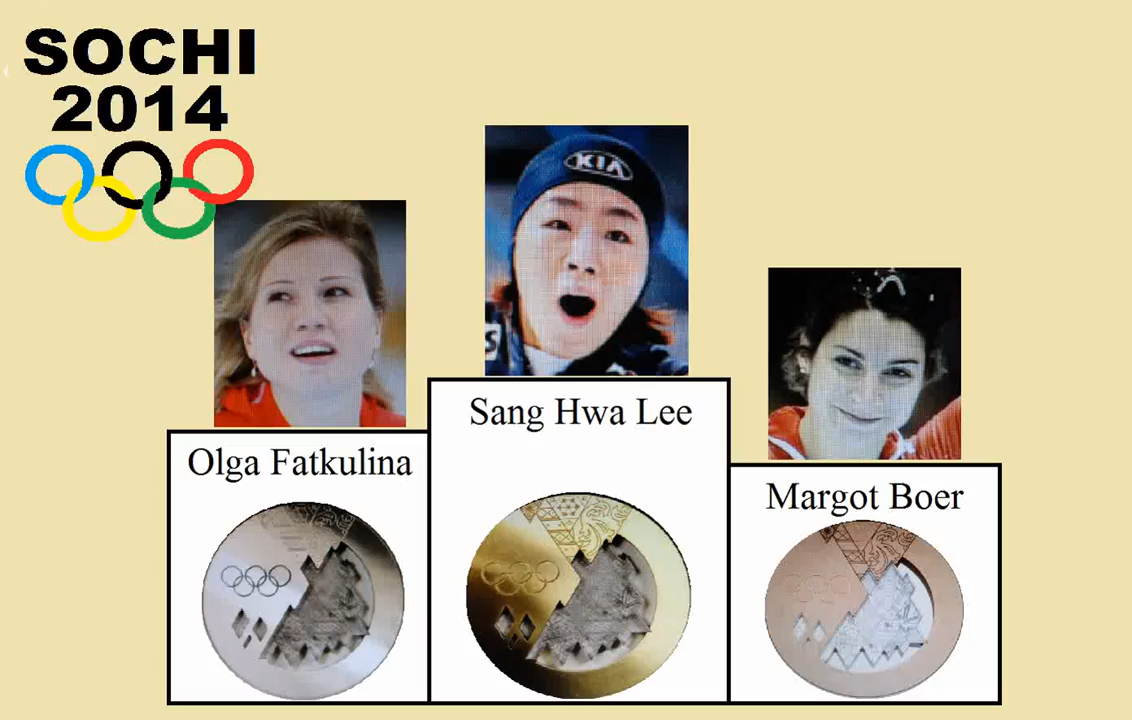 SOCHI
2014
KIA
Sang Hwa Lee
Olga Fatkulina
Margot Boer